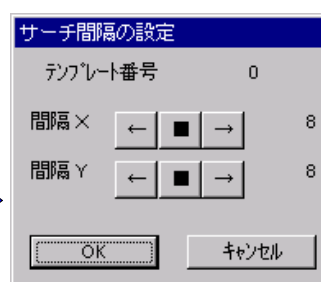 サーチ間隔の設定
テンプレート番号 0
間隔X ← ■ → 8
間隔Y ← ■ → 8
OK キャンセル